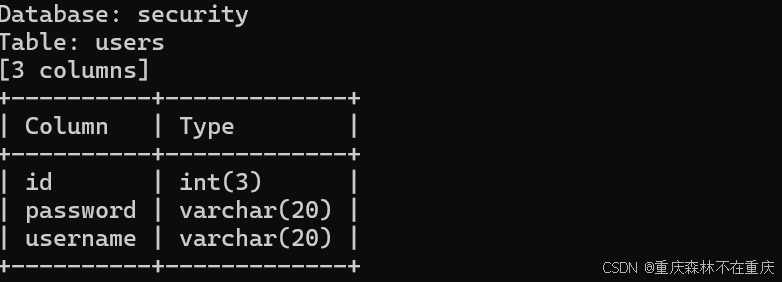 Database: security
Table: users
[3 columns]
+----------+-------------+
| Column   | Type        |
+----------+-------------+
| id       | int(3)      |
| password | varchar(20) |
| username | varchar(20) |
+----------+-------------+
CSDN @重庆森林不在重庆